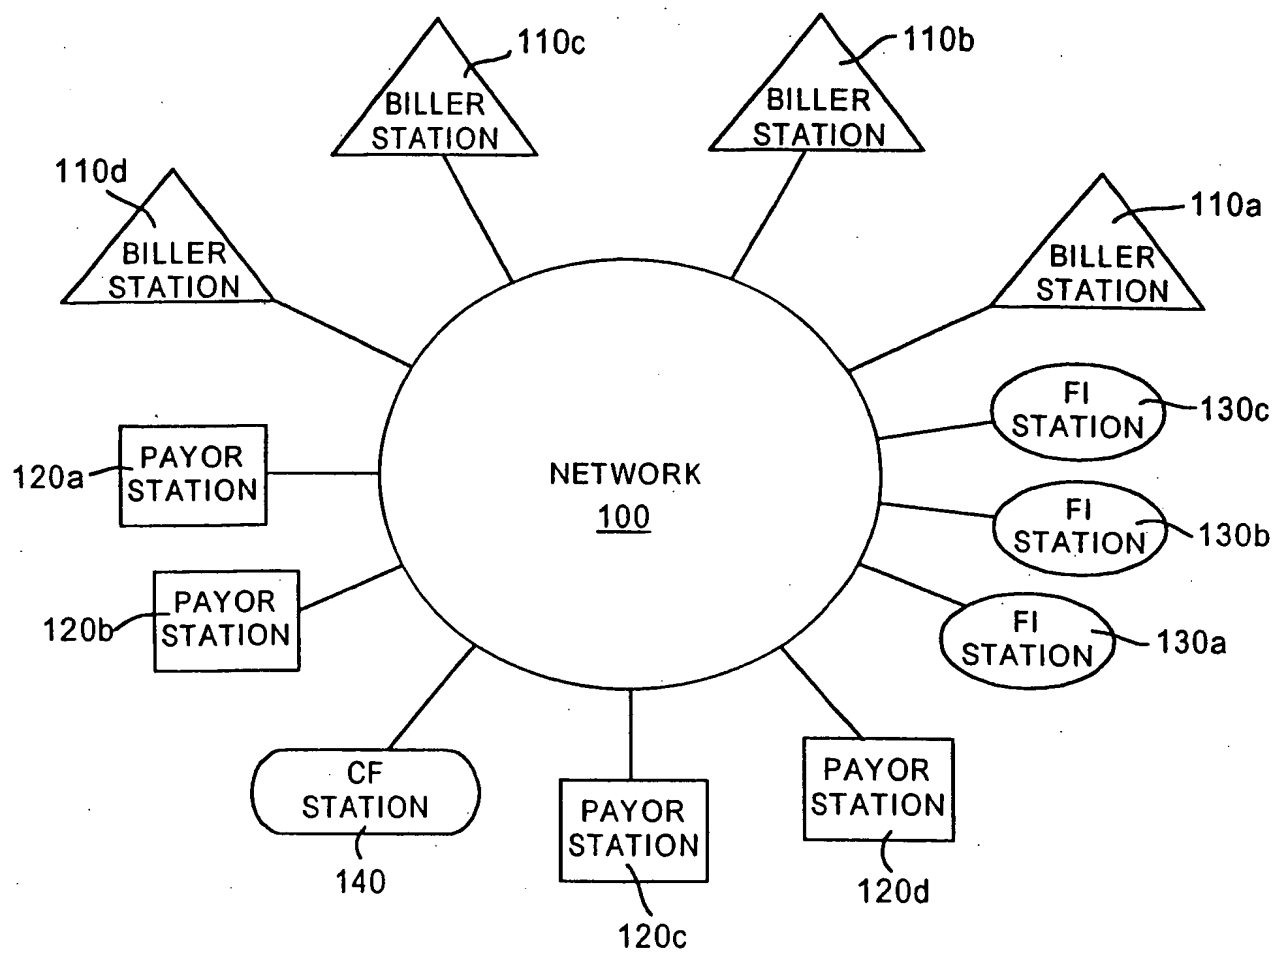 110c
BILLER
STATION
110b
BILLER
STATION
110d
BILLER
STATION
110a
BILLER
STATION
FI
STATION
130c
PAYOR
STATION
120a
NETWORK
100
FI
STATION
130b
PAYOR
STATION
120b
FI
STATION
130a
CF
STATION
140
PAYOR
STATION
120c
PAYOR
STATION
120d